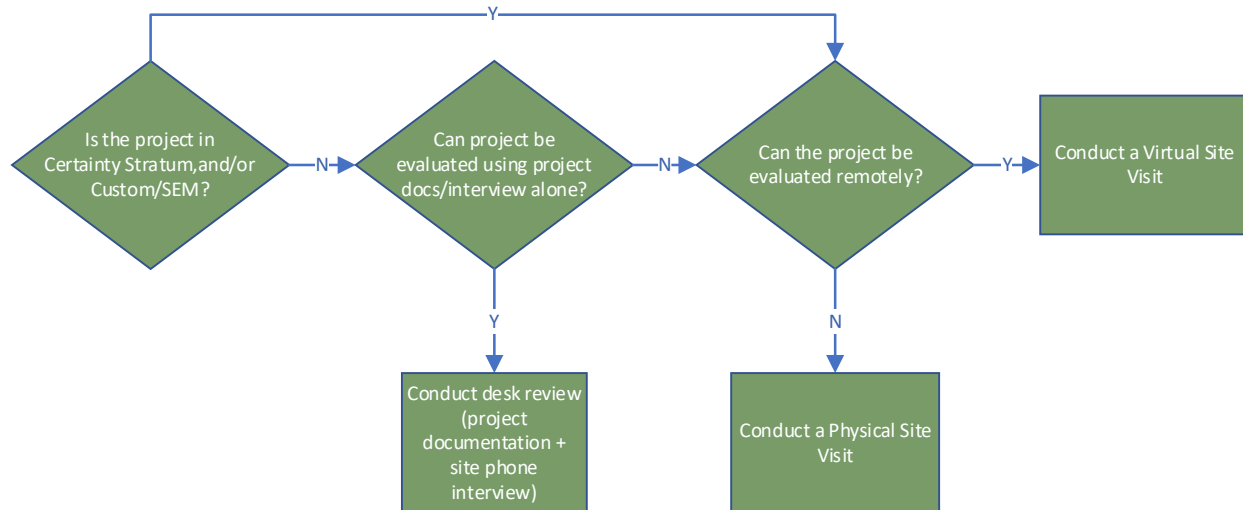 Y
Is the project in
Certainty Stratum,and/or
Custom/SEM?
N
Can project be
evaluated using project
docs/interview alone?
N
Can the project be
evaluated remotely?
Y
Conduct a Virtual Site
Visit
Y
N
Conduct desk review
(project
documentation +
site phone
interview)
Conduct a Physical Site
Visit